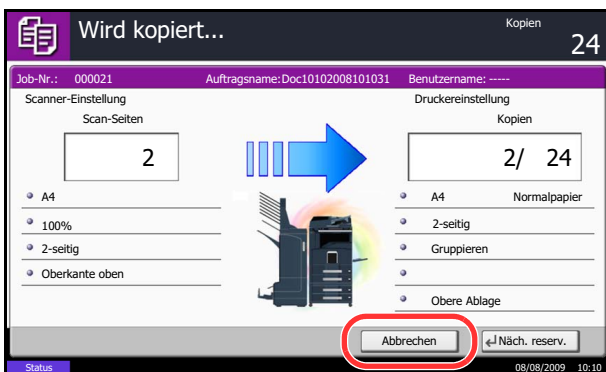 Wird kopiert...
Kopien
24
Job-Nr.: 000021 Auftragsname:Doc10102008101031 Benutzername: -----
Scanner-Einstellung
Scan-Seiten
2
A4
100%
2-seitig
Oberkante oben
Druckereinstellung
Kopien
2/ 24
A4 Normalpapier
2-seitig
Gruppieren
Obere Ablage
Abbrechen
Näch. reserv.
Status
08/08/2009 10:10